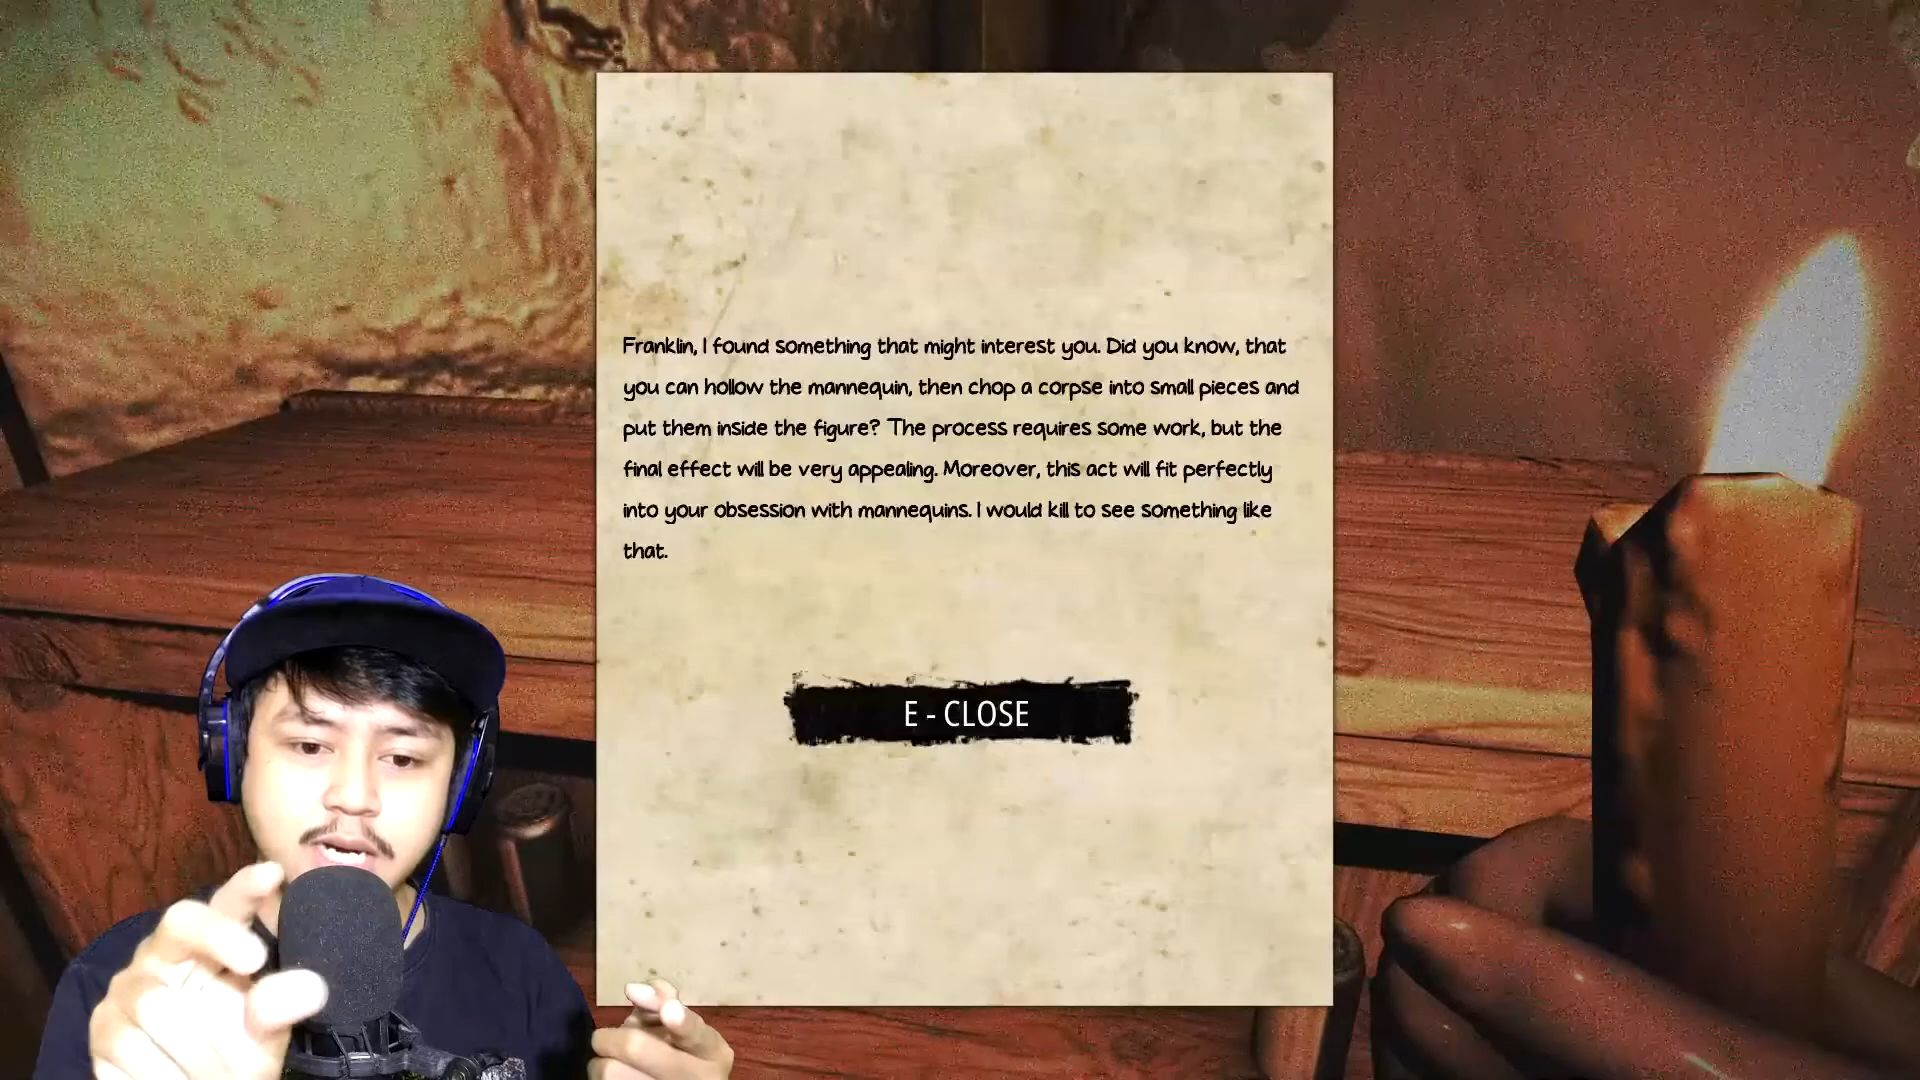 Franklin, I found something that might interest you. Did you know, that
you can hollow the mannequin, then chop a corpse into small pieces and
put them inside the figure? The process requires some work, but the
final effect will be very appealing. Moreover, this act will fit perfectly
into your obsession with mannequins. I would kill to see something like
that.
E - CLOSE